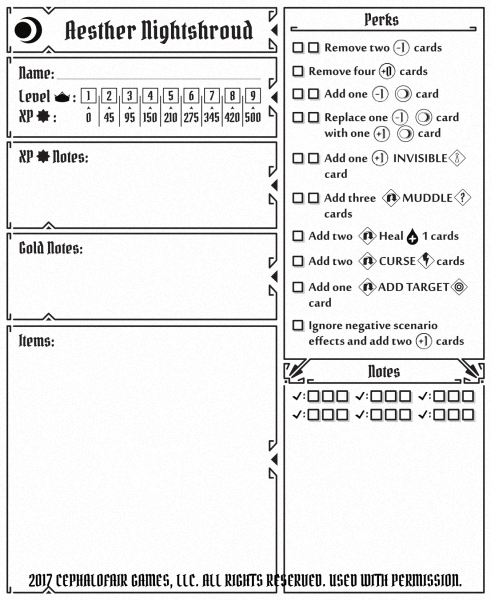 Aesther Nightshroud
Name:
Level :
1 2 3 4 5 6 7 8 9
XP :
0 45 95 150 210 275 345 420 500
XP Notes:
Gold Notes:
Items:
Perks
Remove two -1 cards
Remove four +0 cards
Add one -1 card
Replace one -1 card
with one +1 card
Add one +1 INVISIBLE
card
Add three MUDDLE ?
cards
Add two Heal 1 cards
Add two CURSE cards
Add one ADD TARGET
card
Ignore negative scenario
effects and add two +1 cards
Notes
✓: ✓: ✓:
✓: ✓: ✓:
2017 CEPHALOFAIR GAMES, LLC. ALL RIGHTS RESERVED. USED WITH PERMISSION.